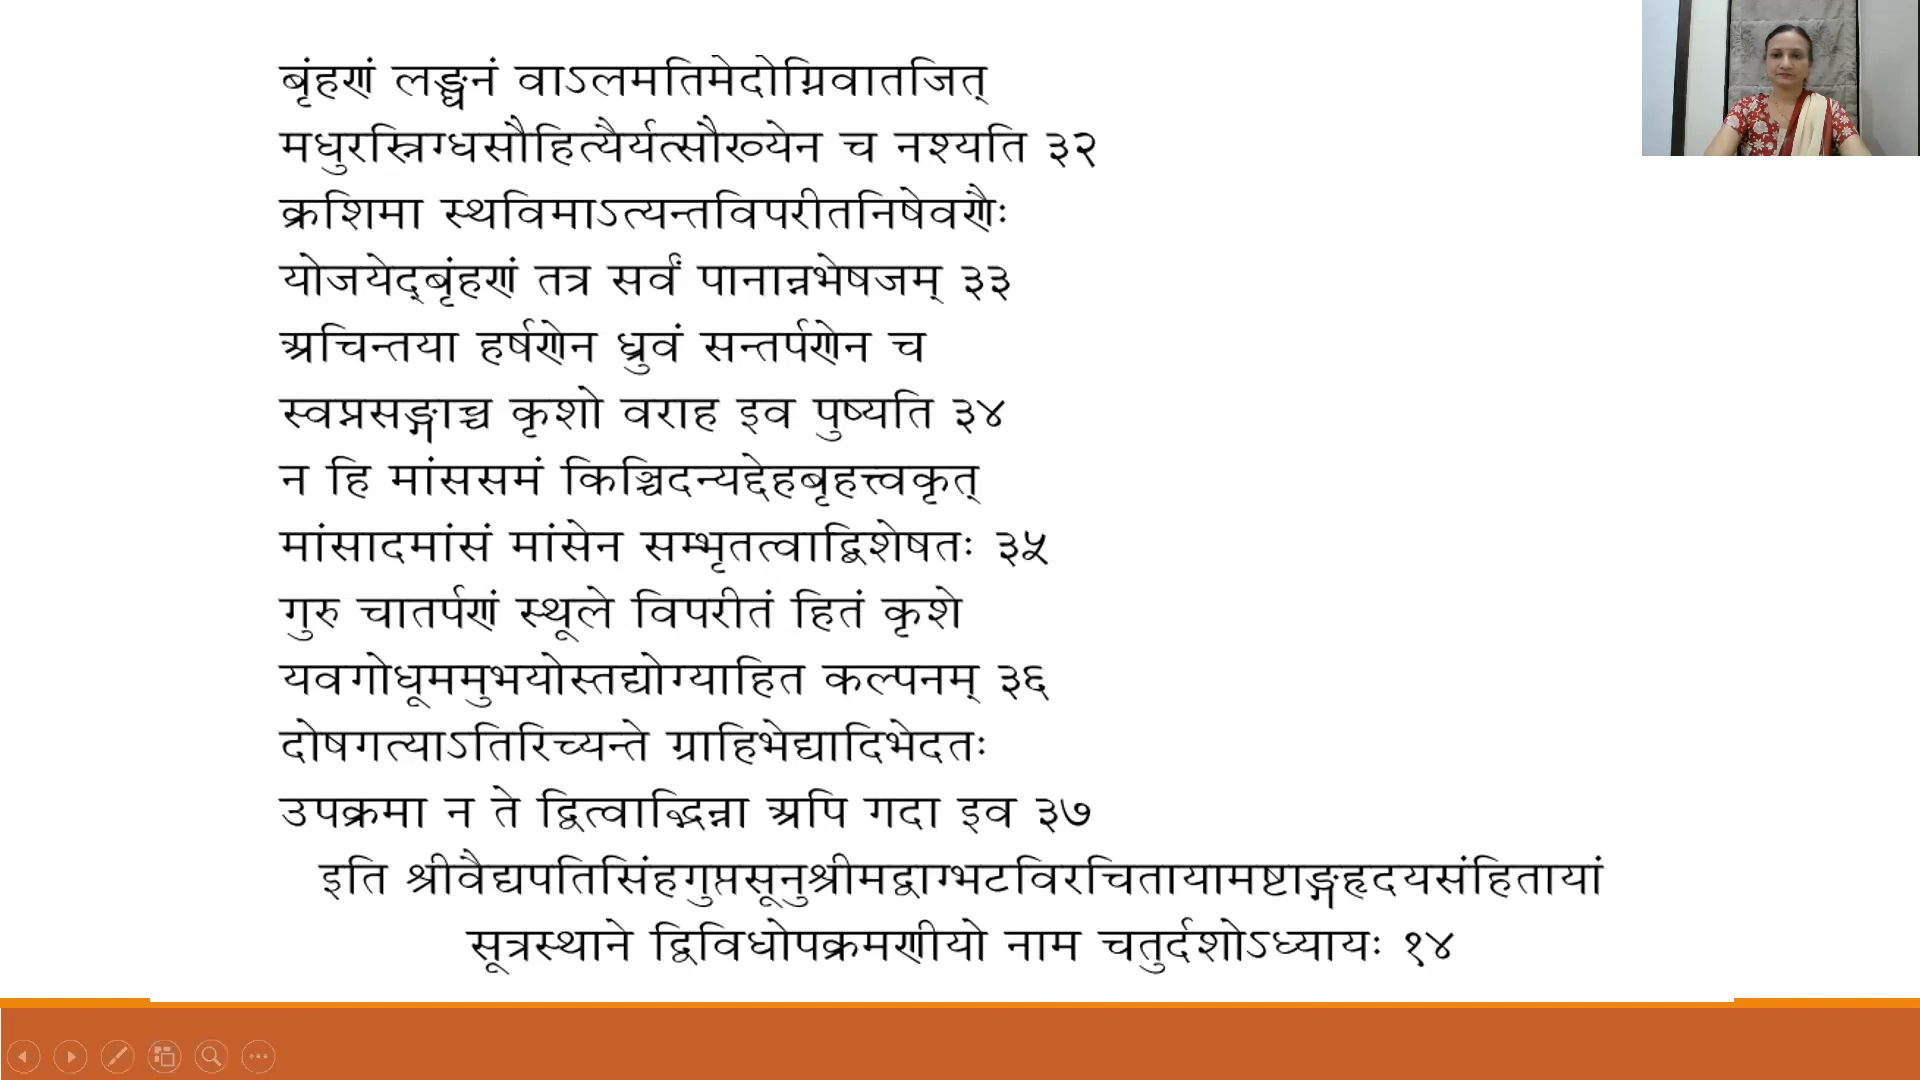 बृंहणं लङ्घनं वाऽलमतिमेदोग्निवातजित्
मधुरस्निग्धसौहित्यैर्यत्सौख्येन च नश्यति ३२
क्रशिमा स्थविमाऽत्यन्तविपरीतनिषेवणैः
योजयेद्बृंहणं तत्र सर्वं पानान्नभेषजम् ३३
अचिन्तया हर्षणेन ध्रुवं सन्तर्पणेन च
स्वप्नसङ्गाच्च कृशो वराह इव पुष्यति ३४
न हि मांससमं किञ्चिदन्यद्देहबृहत्त्वकृत्
मांसादमांसं मांसेन सम्भृतत्वाद्विशेषतः ३५
गुरु चातर्पणं स्थूले विपरीतं हितं कृशे
यवगोधूममुभयोस्तद्योग्याहित कल्पनम् ३६
दोषगत्याऽतिरिच्यन्ते ग्राहिभेद्यादिभेदतः
उपक्रमा न ते द्वित्वाद्भिन्ना अपि गदा इव ३७
इति श्रीवैद्यपतिसिंहगुप्तसूनुश्रीमद्वाग्भटविरचितायामष्टाङ्गहृदयसंहितायां
सूत्रस्थाने द्विविधोपक्रमणीयो नाम चतुर्दशोऽध्यायः १४